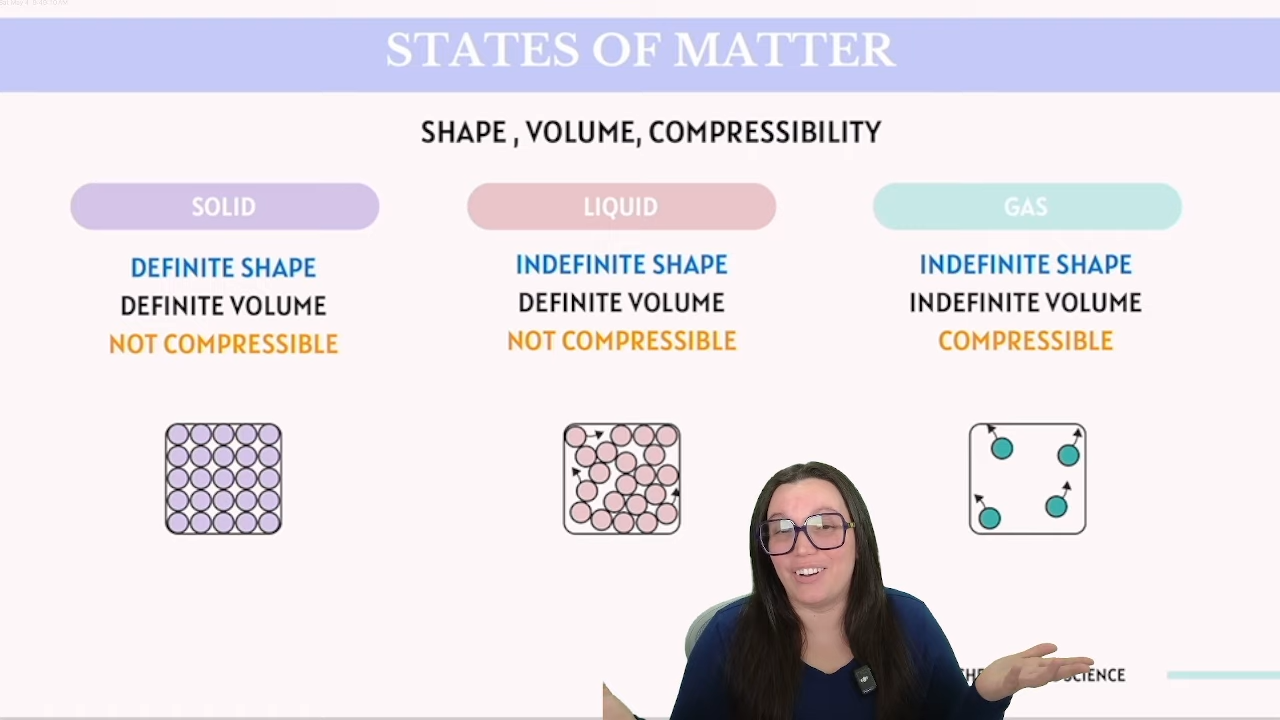 STATES OF MATTER
SHAPE , VOLUME, COMPRESSIBILITY
SOLID
LIQUID
GAS
DEFINITE SHAPE
DEFINITE VOLUME
NOT COMPRESSIBLE
INDEFINITE SHAPE
DEFINITE VOLUME
NOT COMPRESSIBLE
INDEFINITE SHAPE
INDEFINITE VOLUME
COMPRESSIBLE
SCIENCE